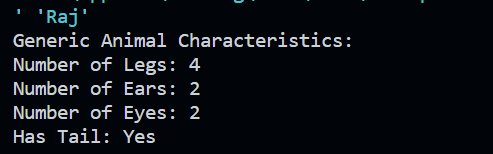 ' 'Raj'
Generic Animal Characteristics:
Number of Legs: 4
Number of Ears: 2
Number of Eyes: 2
Has Tail: Yes